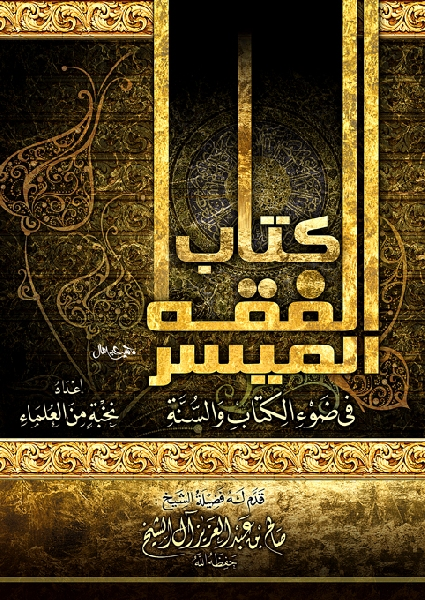 كتاب
الفقه
الميسر
في ضوء الكتاب والسنة
إعداد
نخبة من العلماء
قدم له فضيلة الشيخ
صالح بن عبد العزيز آل الشيخ
حفظه الله